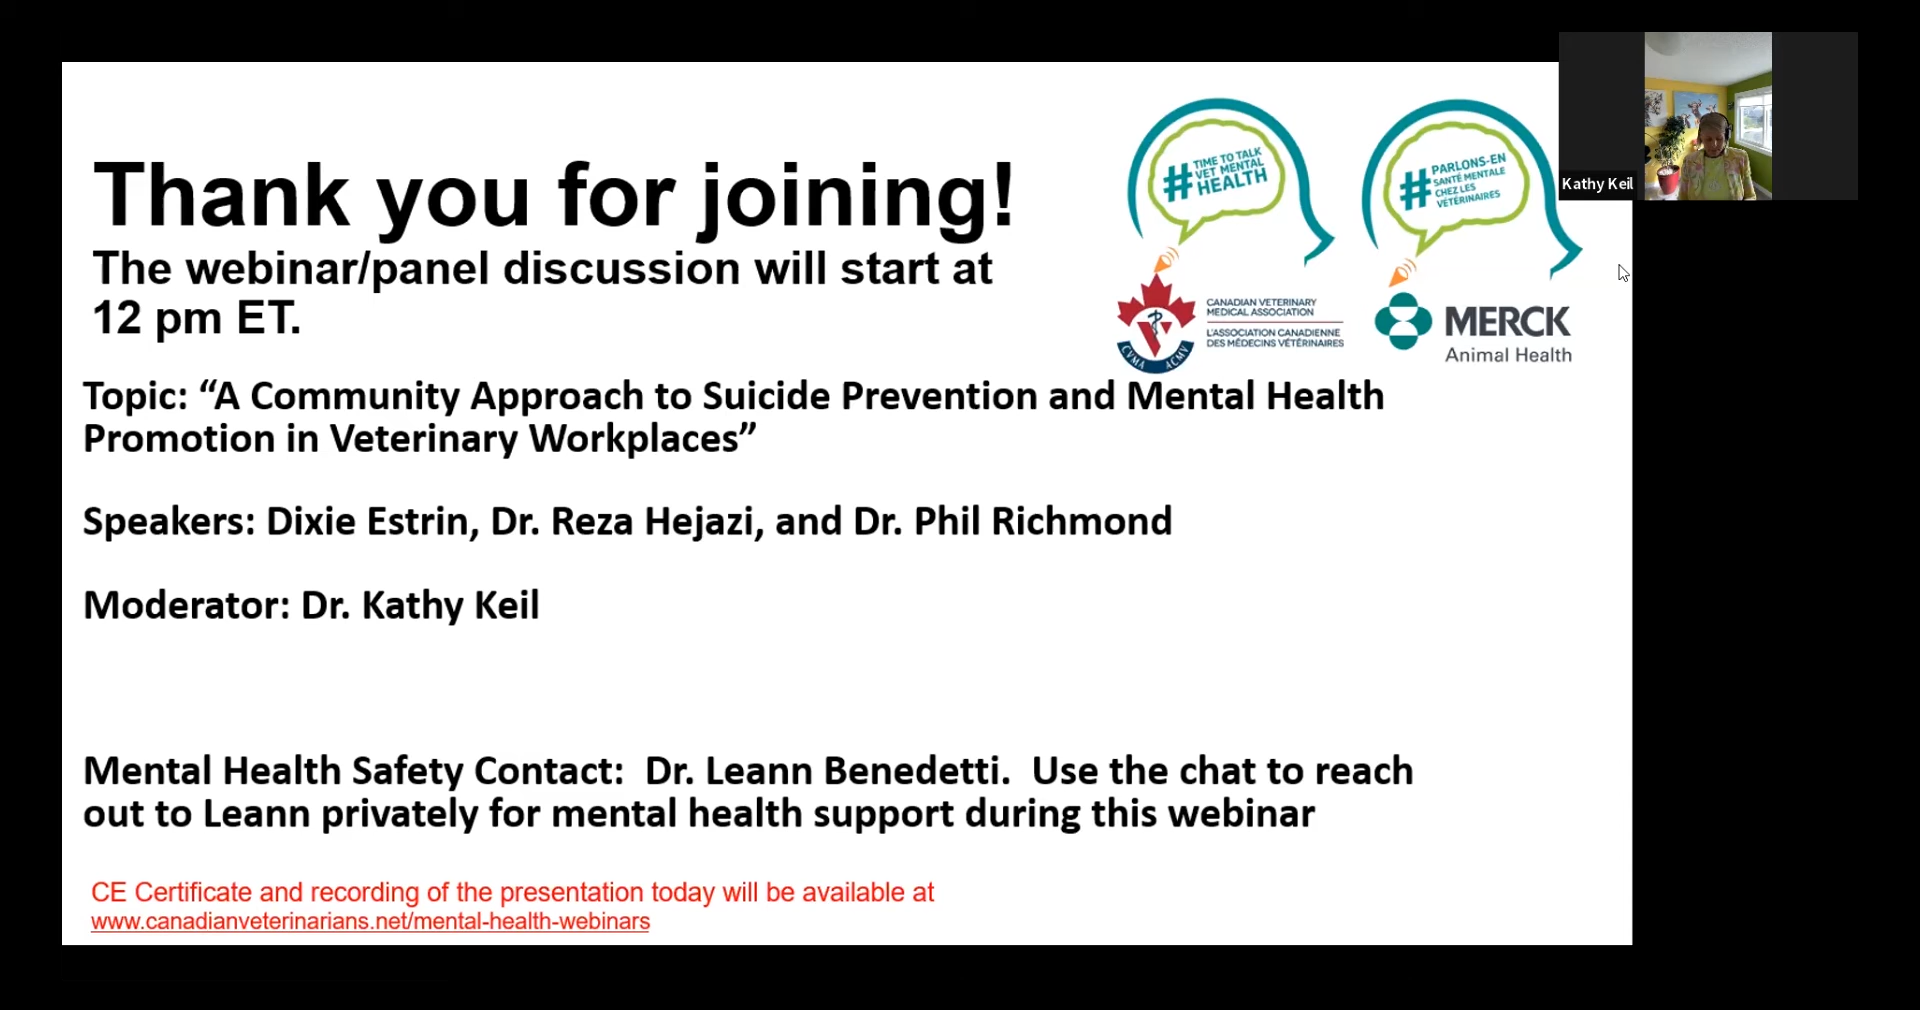 Thank you for joining!
The webinar/panel discussion will start at
12 pm ET.
# TIME TO TALK
VET MENTAL
HEALTH
# PARLONS-EN
SANTÉ MENTALE
CHEZ LES
VÉTÉRINAIRES
CANADIAN VETERINARY
MEDICAL ASSOCIATION
L'ASSOCIATION CANADIENNE
DES MÉDECINS VÉTÉRINAIRES
CVMA ACMV
MERCK
Animal Health
Kathy Keil
Topic: “A Community Approach to Suicide Prevention and Mental Health
Promotion in Veterinary Workplaces”
Speakers: Dixie Estrin, Dr. Reza Hejazi, and Dr. Phil Richmond
Moderator: Dr. Kathy Keil
Mental Health Safety Contact:  Dr. Leann Benedetti.  Use the chat to reach
out to Leann privately for mental health support during this webinar
CE Certificate and recording of the presentation today will be available at
www.canadianveterinarians.net/mental-health-webinars